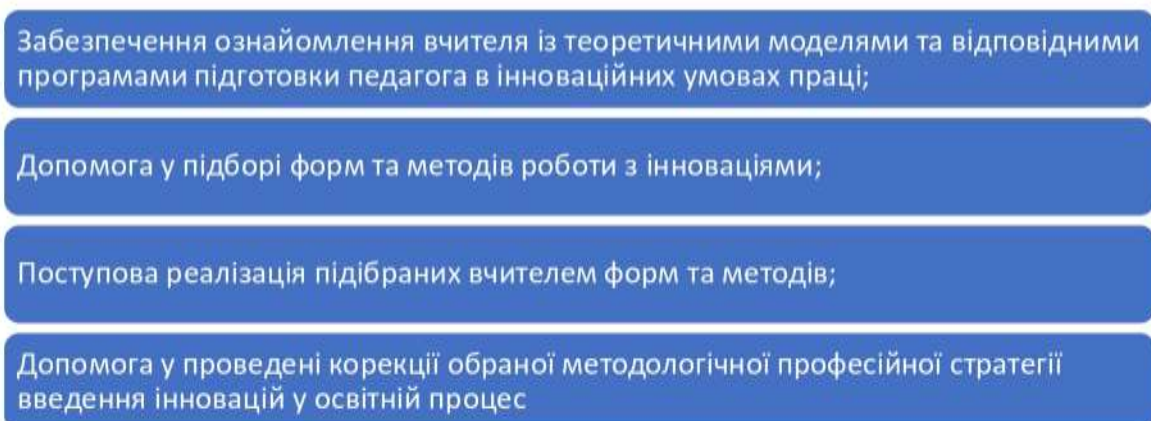 Забезпечення ознайомлення вчителя із теоретичними моделями та відповідними
програмами підготовки педагога в інноваційних умовах праці;
Допомога у підборі форм та методів роботи з інноваціями;
Поступова реалізація підібраних вчителем форм та методів;
Допомога у проведені корекції обраної методологічної професійної стратегії
введення інновацій у освітній процес